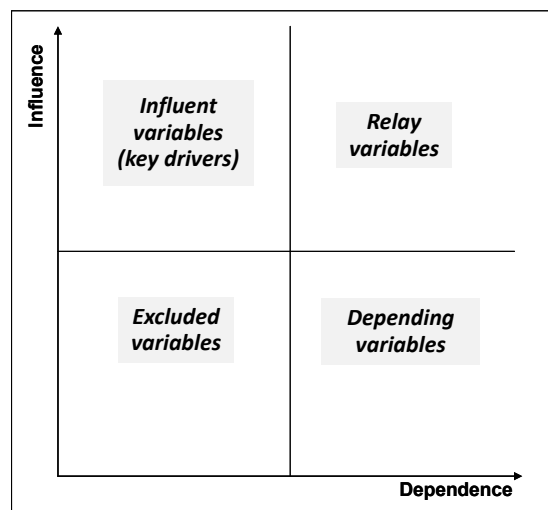 Influence
Influent
variables
(key drivers)
Relay
variables
Excluded
variables
Depending
variables
Dependence